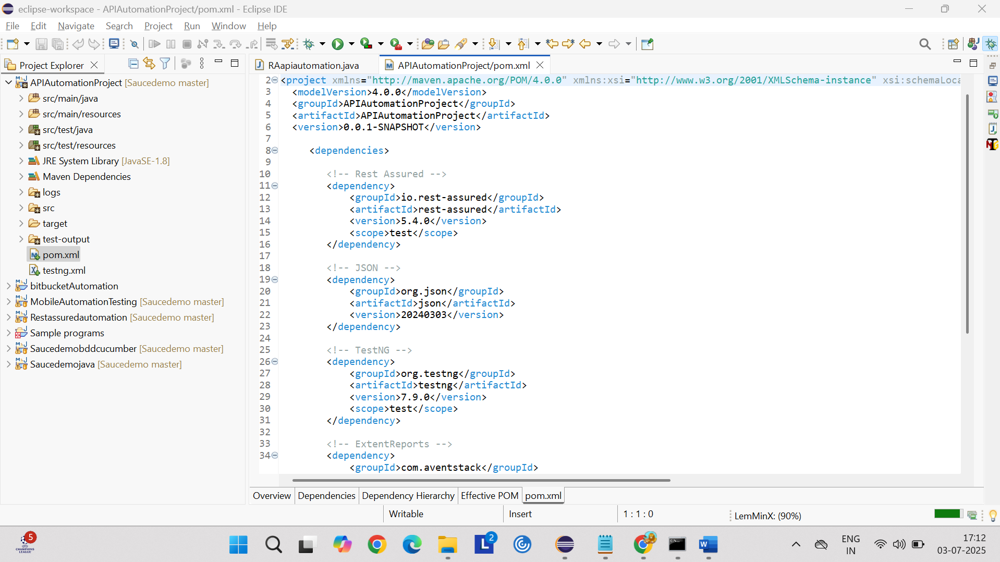 eclipse-workspace - APIAutomationProject/pom.xml - Eclipse IDE
File Edit Navigate Search Project Run Window Help
Project Explorer
APIAutomationProject [Saucedemo master]
src/main/java
src/main/resources
src/test/java
src/test/resources
JRE System Library [JavaSE-1.8]
Maven Dependencies
logs
src
target
test-output
pom.xml
testng.xml
bitbucketAutomation
MobileAutomationTesting [Saucedemo master]
Restassuredautomation [Saucedemo master]
Sample programs
Saucedemobddcucumber [Saucedemo master]
Saucedemojava [Saucedemo master]
RAapiautomation.java
APIAutomationProject/pom.xml
2 <project xmlns="http://maven.apache.org/POM/4.0.0" xmlns:xsi="http://www.w3.org/2001/XMLSchema-instance" xsi:schemaLoca
3 <modelVersion>4.0.0</modelVersion>
4 <groupId>APIAutomationProject</groupId>
5 <artifactId>APIAutomationProject</artifactId>
6 <version>0.0.1-SNAPSHOT</version>
7
8 <dependencies>
9
10 <!-- Rest Assured -->
11 <dependency>
12 <groupId>io.rest-assured</groupId>
13 <artifactId>rest-assured</artifactId>
14 <version>5.4.0</version>
15 <scope>test</scope>
16 </dependency>
17
18 <!-- JSON -->
19 <dependency>
20 <groupId>org.json</groupId>
21 <artifactId>json</artifactId>
22 <version>20240303</version>
23 </dependency>
24
25 <!-- TestNG -->
26 <dependency>
27 <groupId>org.testng</groupId>
28 <artifactId>testng</artifactId>
29 <version>7.9.0</version>
30 <scope>test</scope>
31 </dependency>
32
33 <!-- ExtentReports -->
34 <dependency>
<groupId>com.aventstack</groupId>
Overview Dependencies Dependency Hierarchy Effective POM pom.xml
Writable Insert 1 : 1 : 0 LemMinX: (90%)
5
CHAMPIONS
LEAGUE
L 2
W
ENG
IN
17:12
03-07-2025